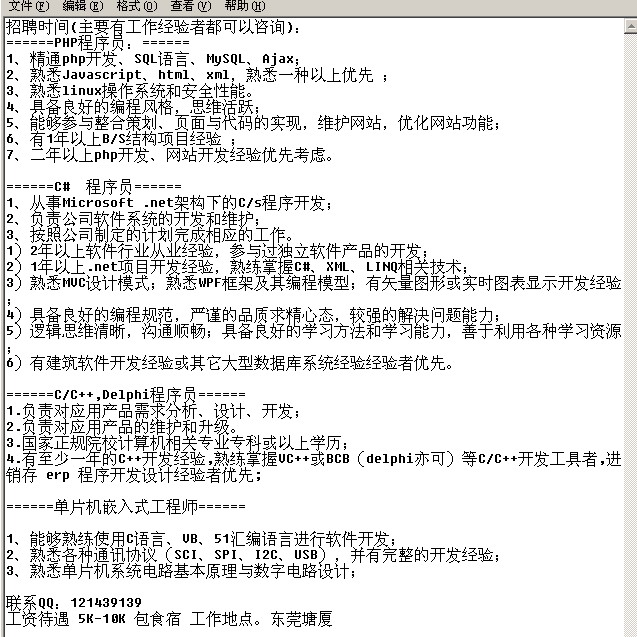 文件(F) 编辑(E) 格式(O) 查看(V) 帮助(H)
招聘时间(主要有工作经验者都可以咨询):
======PHP程序员: ======
1、精通php开发、SQL语言、MySQL、Ajax;
2、熟悉Javascript、html、xml,熟悉一种以上优先 ;
3、熟悉linux操作系统和安全性能。
4、具备良好的编程风格,思维活跃;
5、能够参与整合策划、页面与代码的实现,维护网站,优化网站功能;
6、有1年以上B/S结构项目经验 ;
7、二年以上php开发、网站开发经验优先考虑。
======C# 程序员======
1、从事Microsoft .net架构下的C/s程序开发;
2、负责公司软件系统的开发和维护;
3、按照公司制定的计划完成相应的工作。
1)2年以上软件行业从业经验,参与过独立软件产品的开发;
2)1年以上.net项目开发经验,熟练掌握C#、XML、LINQ相关技术;
3)熟悉MVC设计模式;熟悉WPF框架及其编程模型;有矢量图形或实时图表显示开发经验
;
4)具备良好的编程规范,严谨的品质求精心态,较强的解决问题能力;
5)逻辑思维清晰,沟通顺畅;具备良好的学习方法和学习能力,善于利用各种学习资源
;
6)有建筑软件开发经验或其它大型数据库系统经验经验者优先。
======C/C++,Delphi程序员======
1.负责对应用产品需求分析、设计、开发;
2.负责对应用产品的维护和升级。
3.国家正规院校计算机相关专业专科或以上学历;
4.有至少一年的C++开发经验,熟练掌握VC++或BCB(delphi亦可)等C/C++开发工具者,进
销存 erp 程序开发设计经验者优先;
======单片机嵌入式工程师======
1、能够熟练使用C语言、VB、51汇编语言进行软件开发;
2、熟悉各种通讯协议(SCI、SPI、I2C、USB),并有完整的开发经验;
3、熟悉单片机系统电路基本原理与数字电路设计;
联系QQ: 121439139
工资待遇 5K-10K 包食宿 工作地点。东莞塘厦